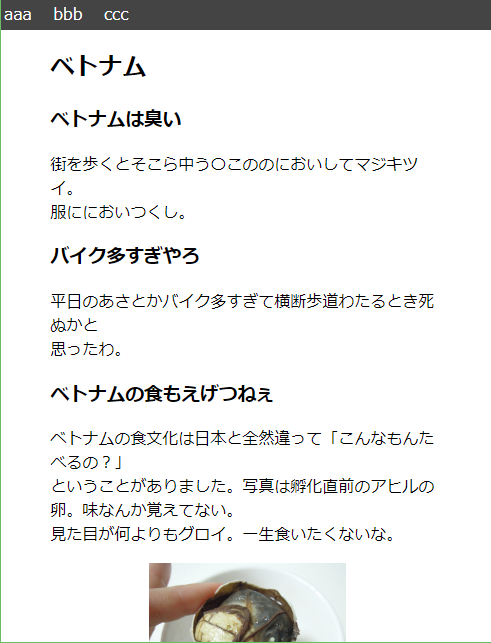 aaa bbb ccc
ベトナム
ベトナムは臭い
街を歩くとそこら中う〇こののにおいしてマジキツ
イ。
服ににおいつくし。
バイク多すぎやろ
平日のあさとかバイク多すぎて横断歩道わたるとき死
ぬかと
思ったわ。
ベトナムの食もえげつねぇ
ベトナムの食文化は日本と全然違って「こんなもんた
べるの？」
ということがありました。写真は孵化直前のアヒルの
卵。味なんか覚えてない。
見た目が何よりもグロイ。一生食いたくないな。